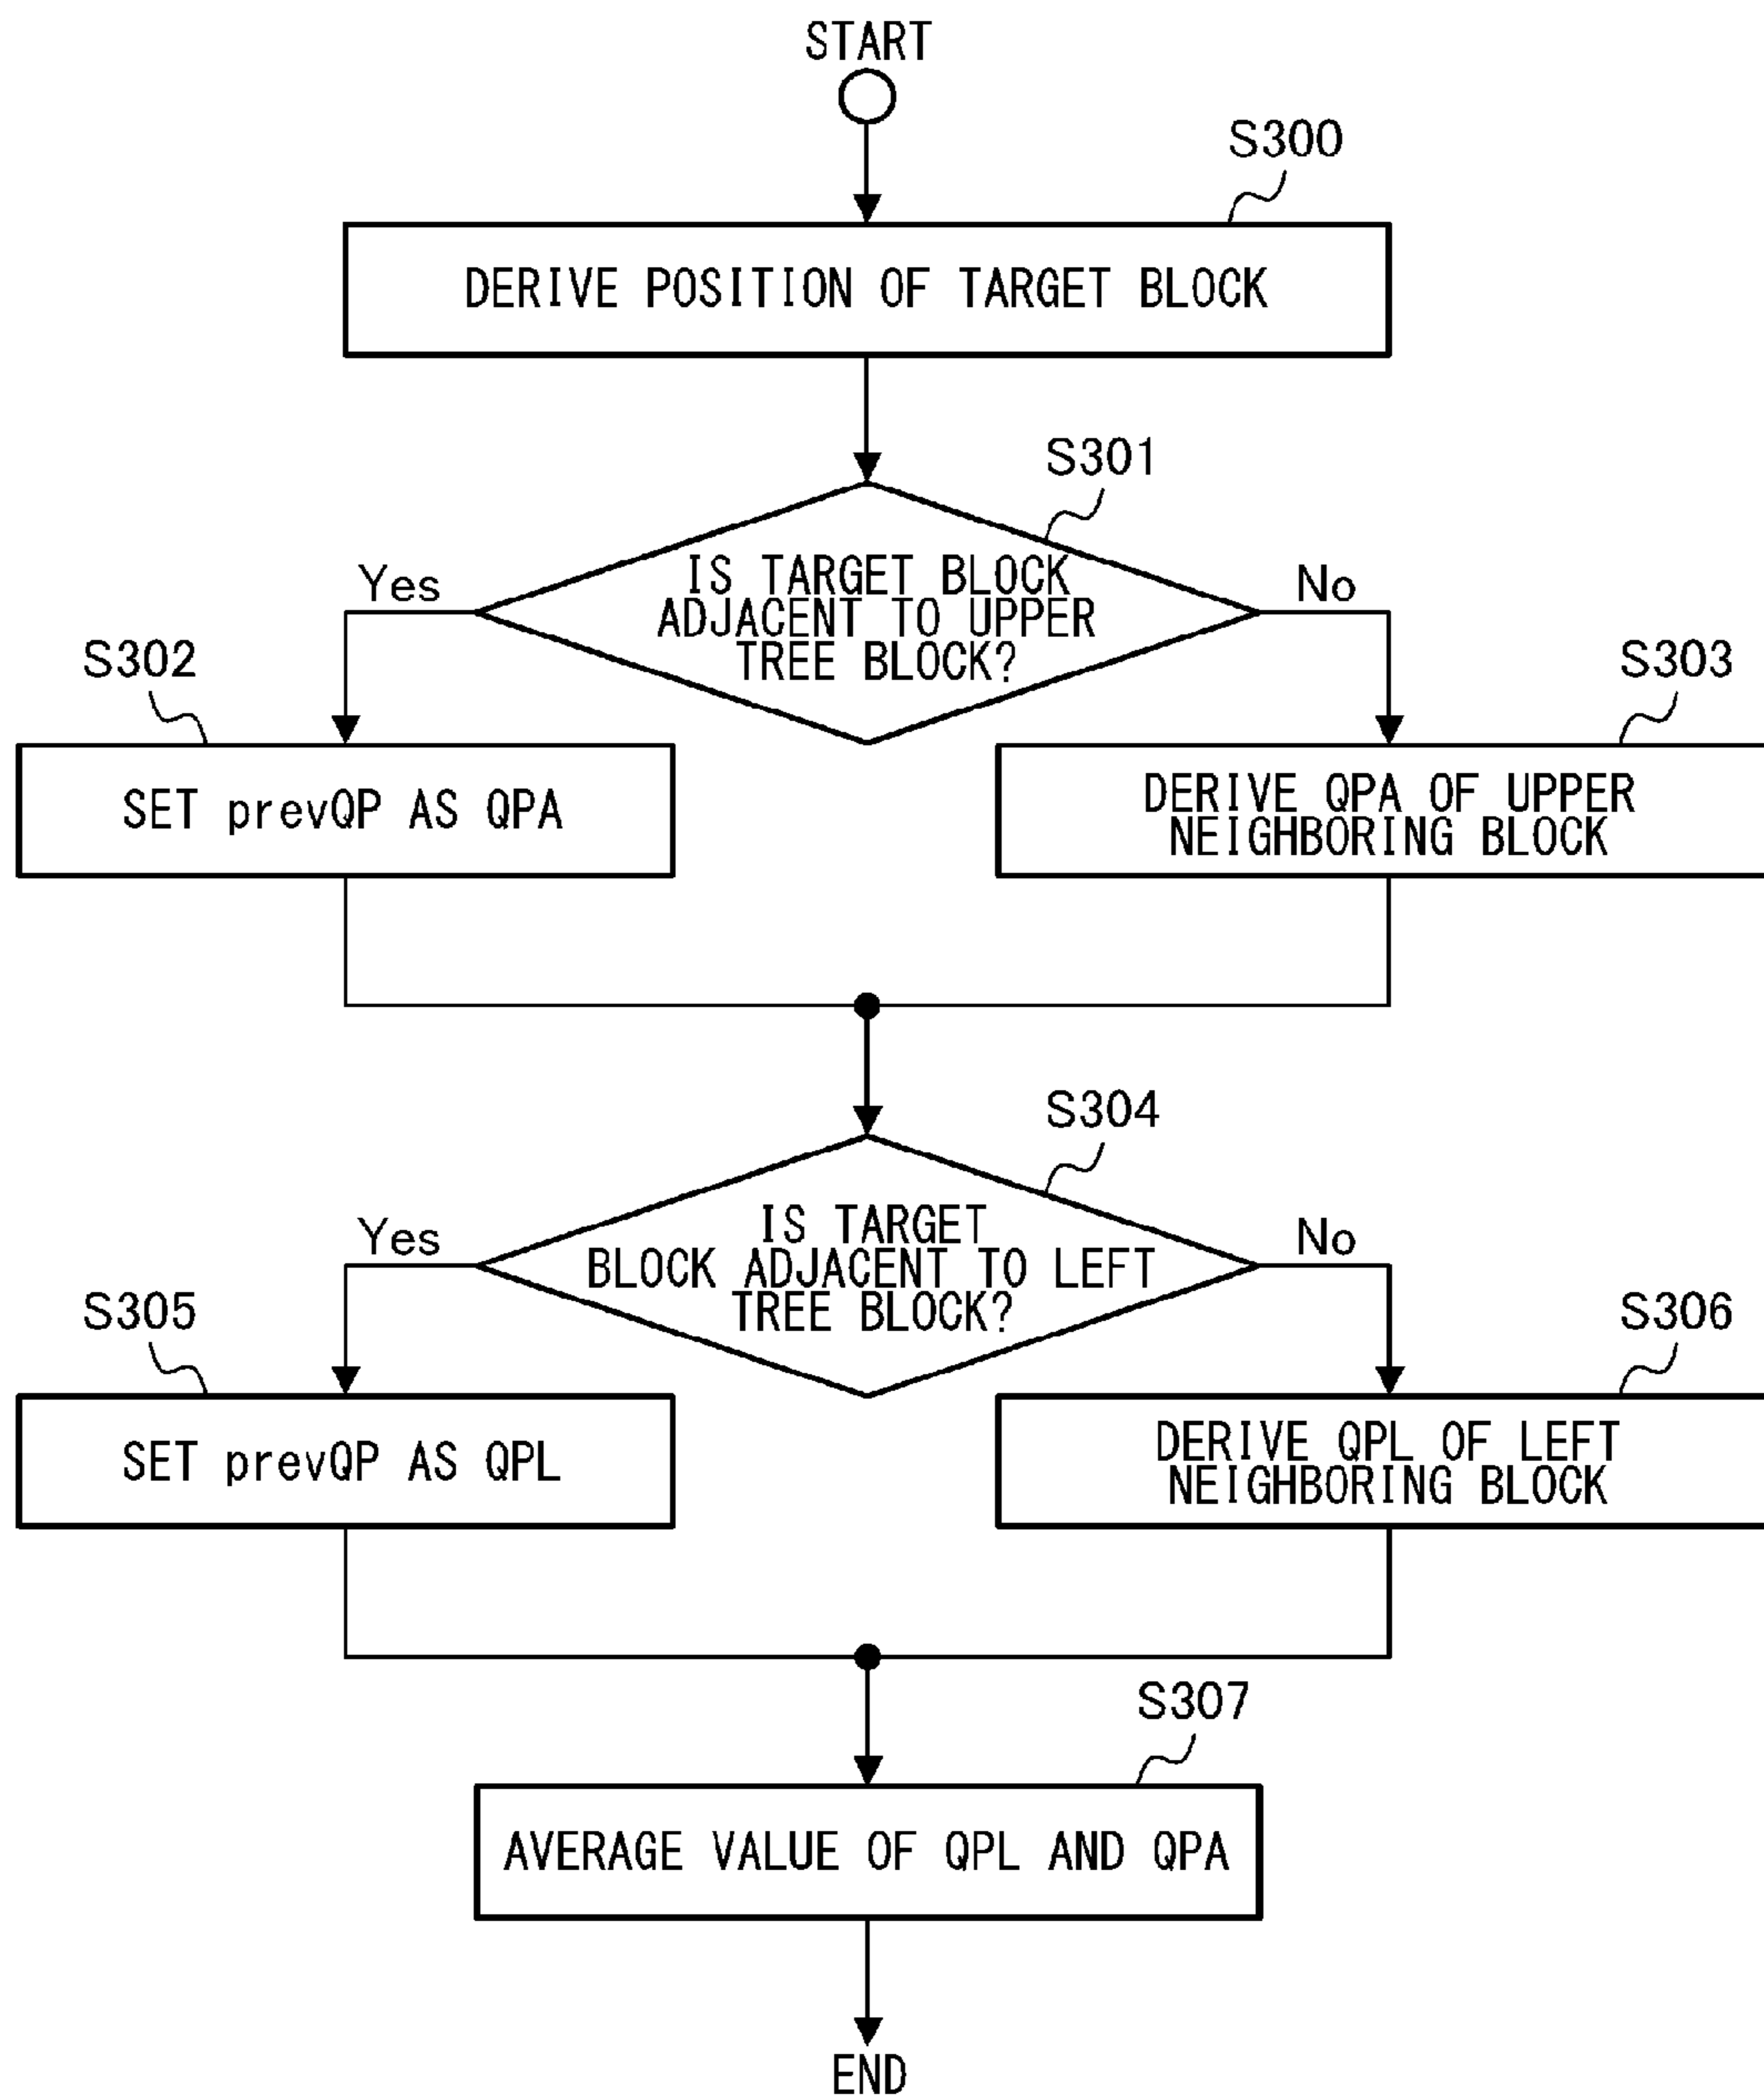 START
S300
DERIVE POSITION OF TARGET BLOCK
S301
IS TARGET BLOCK
ADJACENT TO UPPER
TREE BLOCK?
Yes
No
S302
S303
SET prevQP AS QPA
DERIVE QPA OF UPPER
NEIGHBORING BLOCK
S304
IS TARGET
BLOCK ADJACENT TO LEFT
TREE BLOCK?
Yes
No
S305
S306
SET prevQP AS QPL
DERIVE QPL OF LEFT
NEIGHBORING BLOCK
S307
AVERAGE VALUE OF QPL AND QPA
END